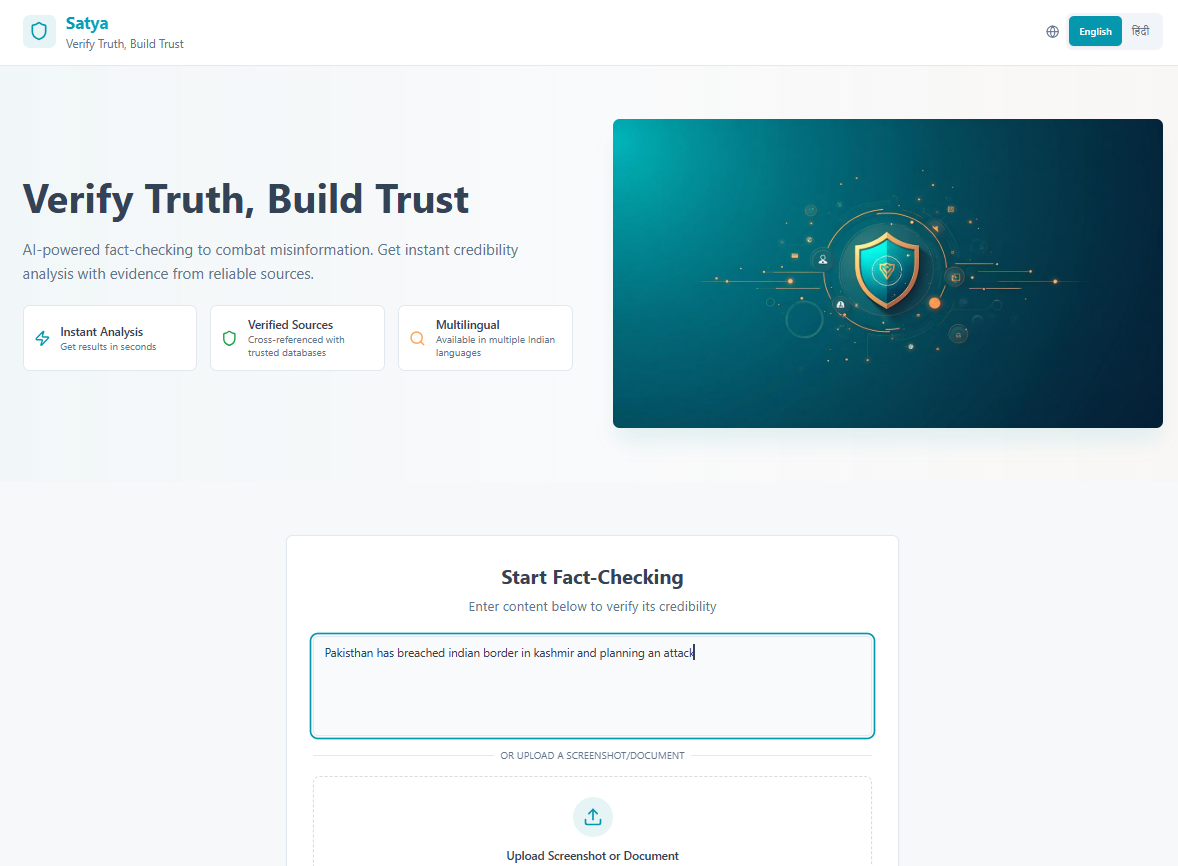 Satya
Verify Truth, Build Trust
English
हिंदी
Verify Truth, Build Trust
AI-powered fact-checking to combat misinformation. Get instant credibility
analysis with evidence from reliable sources.
Instant Analysis
Get results in seconds
Verified Sources
Cross-referenced with
trusted databases
Multilingual
Available in multiple Indian
languages
Start Fact-Checking
Enter content below to verify its credibility
Pakisthan has breached indian border in kashmir and planning an attack
OR UPLOAD A SCREENSHOT/DOCUMENT
Upload Screenshot or Document